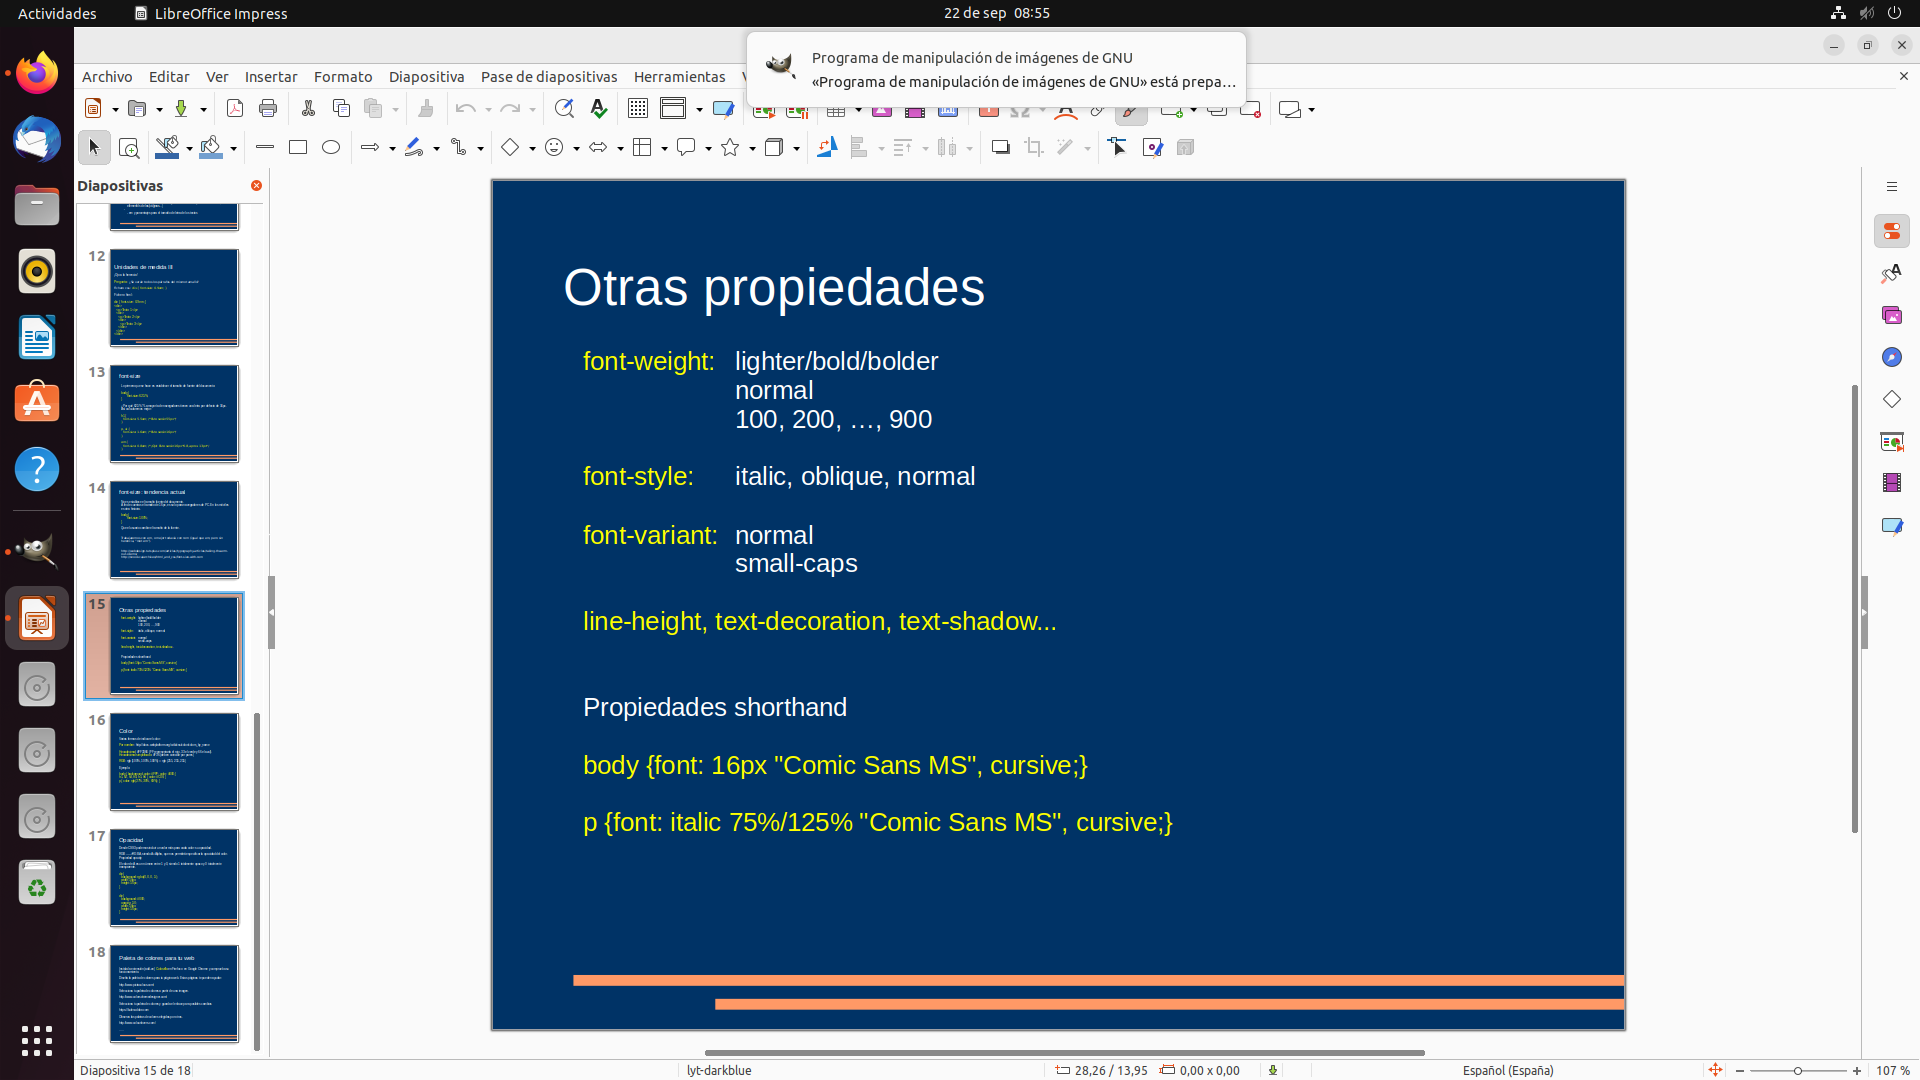 Actividades
LibreOffice Impress
22 de sep 08:55
Programa de manipulación de imágenes de GNU
«Programa de manipulación de imágenes de GNU» está prepa...
Archivo
Editar
Ver
Insertar
Formato
Diapositiva
Pase de diapositivas
Herramientas
Diapositivas
12
Unidades de medida III
13
font-size
14
font-size: tendencia actual
15
Otras propiedades
16
Color
17
Opacidad
18
Paleta de colores para tu web
Otras propiedades
font-weight: lighter/bold/bolder
normal
100, 200, …, 900
font-style: italic, oblique, normal
font-variant: normal
small-caps
line-height, text-decoration, text-shadow...
Propiedades shorthand
body {font: 16px "Comic Sans MS", cursive;}
p {font: italic 75%/125% "Comic Sans MS", cursive;}
Diapositiva 15 de 18
lyt-darkblue
28,26 / 13,95
0,00 x 0,00
Español (España)
107 %